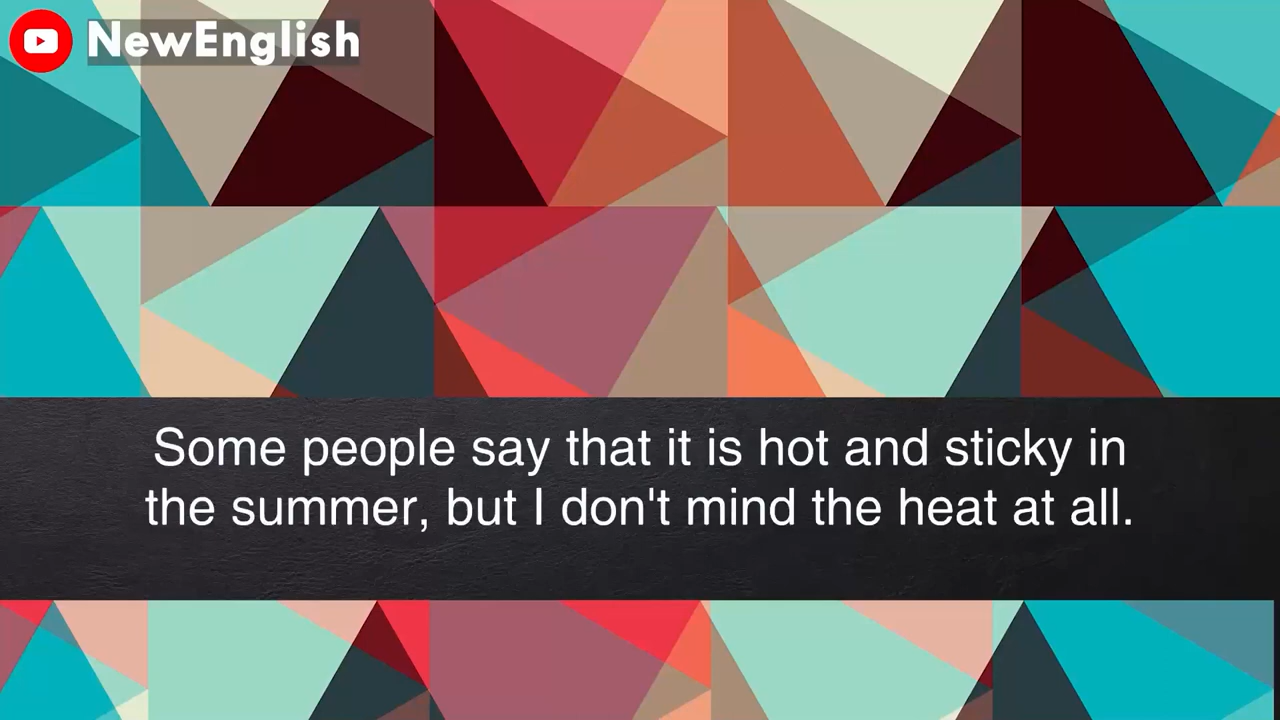 NewEnglish
Some people say that it is hot and sticky in
the summer, but I don't mind the heat at all.